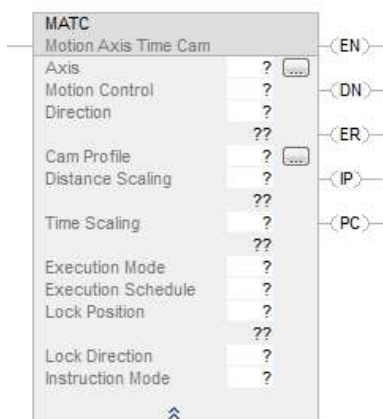 MATC
Motion Axis Time Cam
(EN)
Axis ? ...
Motion Control ? (DN)
Direction ?
?? (ER)
Cam Profile ? ...
Distance Scaling ? (IP)
??
Time Scaling ? (PC)
??
Execution Mode ?
Execution Schedule ?
Lock Position ?
??
Lock Direction ?
Instruction Mode ?